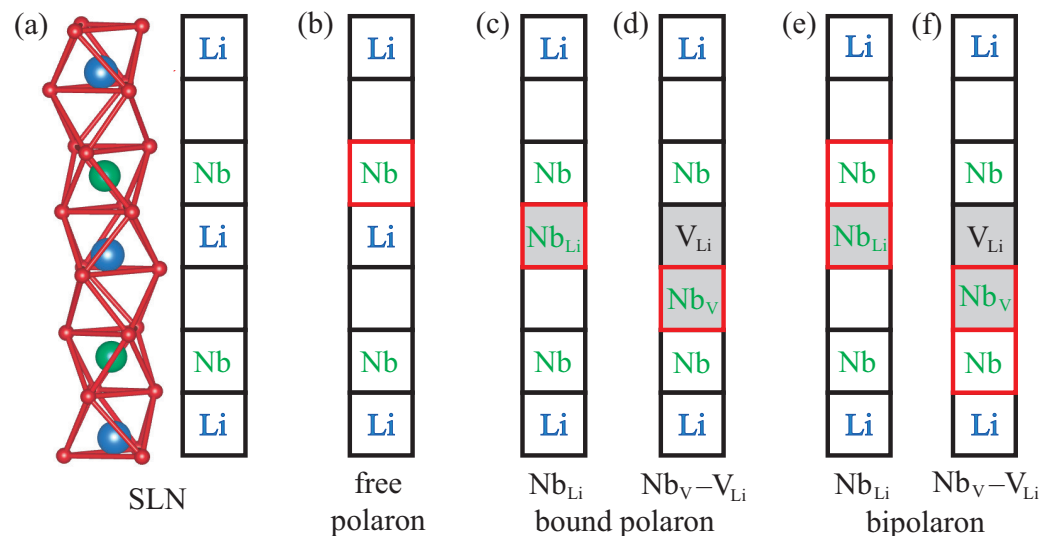 (a)
Li
Nb
Li
Nb
Li
SLN
(b)
Li
Nb
Li
Nb
Li
free
polaron
(c)
Li
Nb
NbLi
Nb
Li
NbLi
(d)
Li
Nb
VLi
NbV
Nb
Li
NbV–VLi
bound polaron
(e)
Li
Nb
NbLi
Nb
Li
NbLi
(f)
Li
Nb
VLi
NbV
Nb
Li
NbV–VLi
bipolaron